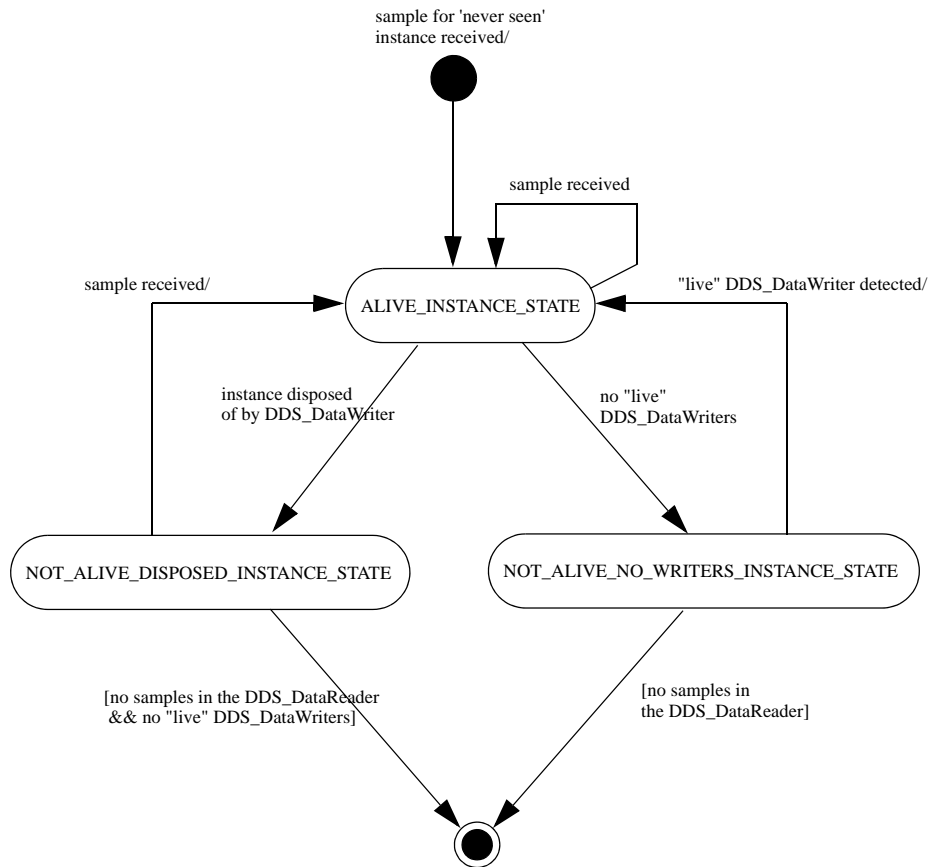 sample for 'never seen'
instance received/
sample received
sample received/
"live" DDS_DataWriter detected/
ALIVE_INSTANCE_STATE
instance disposed
of by DDS_DataWriter
no "live"
DDS_DataWriters
NOT_ALIVE_DISPOSED_INSTANCE_STATE
NOT_ALIVE_NO_WRITERS_INSTANCE_STATE
[no samples in the DDS_DataReader
&& no "live" DDS_DataWriters]
[no samples in
the DDS_DataReader]